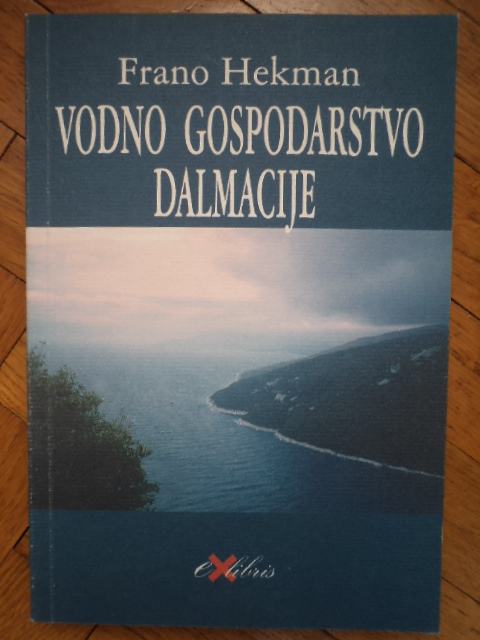 Frano Hekman
VODNO GOSPODARSTVO
DALMACIJE
eXlibris